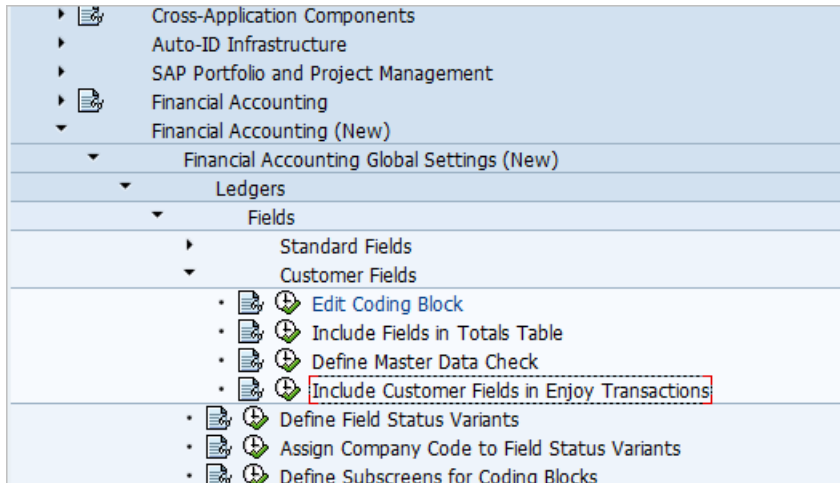 Cross-Application Components
Auto-ID Infrastructure
SAP Portfolio and Project Management
Financial Accounting
Financial Accounting (New)
Financial Accounting Global Settings (New)
Ledgers
Fields
Standard Fields
Customer Fields
Edit Coding Block
Include Fields in Totals Table
Define Master Data Check
Include Customer Fields in Enjoy Transactions
Define Field Status Variants
Assign Company Code to Field Status Variants
Define Subscreens for Coding Blocks